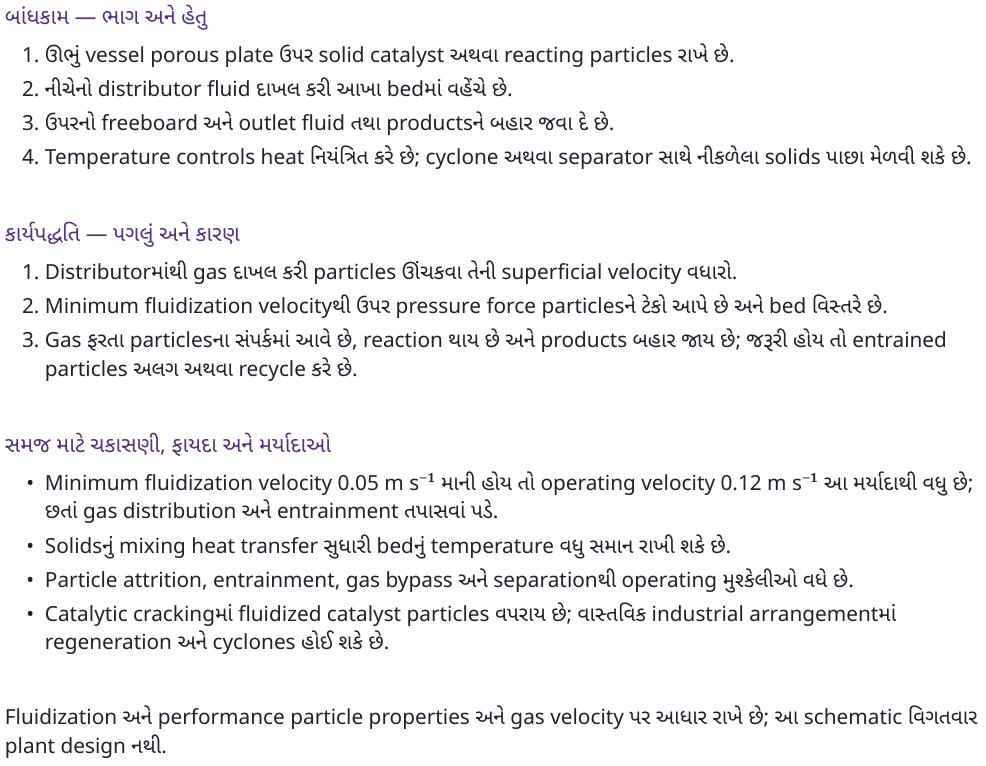 બાંધકામ — ભાગ અને હેતુ
1. ઊભું vessel porous plate ઉપર solid catalyst અથવા reacting particles રાખે છે.
2. નીચેનો distributor fluid દાખલ કરી આખા bedમાં વહેંચે છે.
3. ઉપરનો freeboard અને outlet fluid તથા productsને બહાર જવા દે છે.
4. Temperature controls heat નિયંત્રિત કરે છે; cyclone અથવા separator સાથે નીકળેલા solids પાછા મેળવી શકે છે.
કાર્યપદ્ધતિ — પગલું અને કારણ
1. Distributorમાંથી gas દાખલ કરી particles ઊંચકવા તેની superficial velocity વધારો.
2. Minimum fluidization velocityથી ઉપર pressure force particlesને ટેકો આપે છે અને bed વિસ્તરે છે.
3. Gas ફરતા particlesના સંપર્કમાં આવે છે, reaction થાય છે અને products બહાર જાય છે; જરૂરી હોય તો entrained
particles અલગ અથવા recycle કરે છે.
સમજ માટે ચકાસણી, ફાયદા અને મર્યાદાઓ
• Minimum fluidization velocity 0.05 m s⁻¹ માની હોય તો operating velocity 0.12 m s⁻¹ આ મર્યાદાથી વધુ છે;
છતાં gas distribution અને entrainment તપાસવાં પડે.
• Solidsનું mixing heat transfer સુધારી bedનું temperature વધુ સમાન રાખી શકે છે.
• Particle attrition, entrainment, gas bypass અને separationથી operating મુશ્કેલીઓ વધે છે.
• Catalytic crackingમાં fluidized catalyst particles વપરાય છે; વાસ્તવિક industrial arrangementમાં
regeneration અને cyclones હોઈ શકે છે.
Fluidization અને performance particle properties અને gas velocity પર આધાર રાખે છે; આ schematic વિગતવાર
plant design નથી.